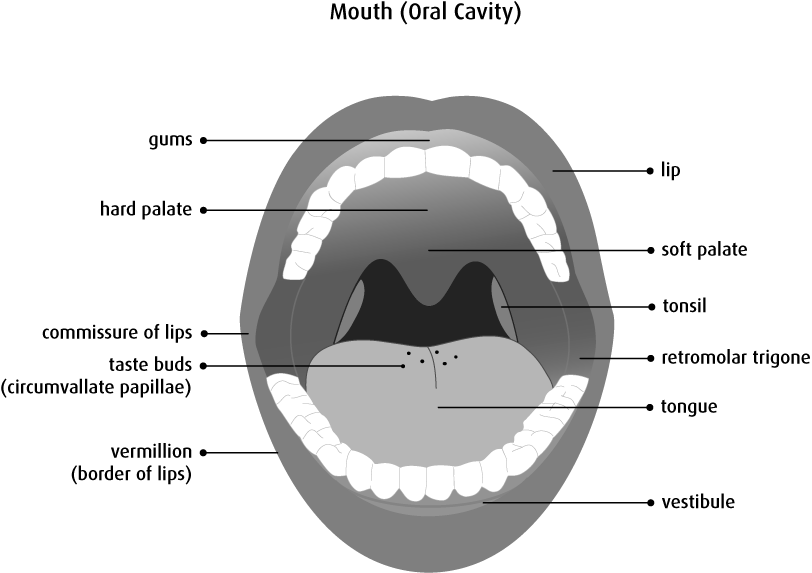 Mouth (Oral Cavity)
gums
lip
hard palate
soft palate
tonsil
commissure of lips
retromolar trigone
taste buds
(circumvallate papillae)
tongue
vermillion
(border of lips)
vestibule